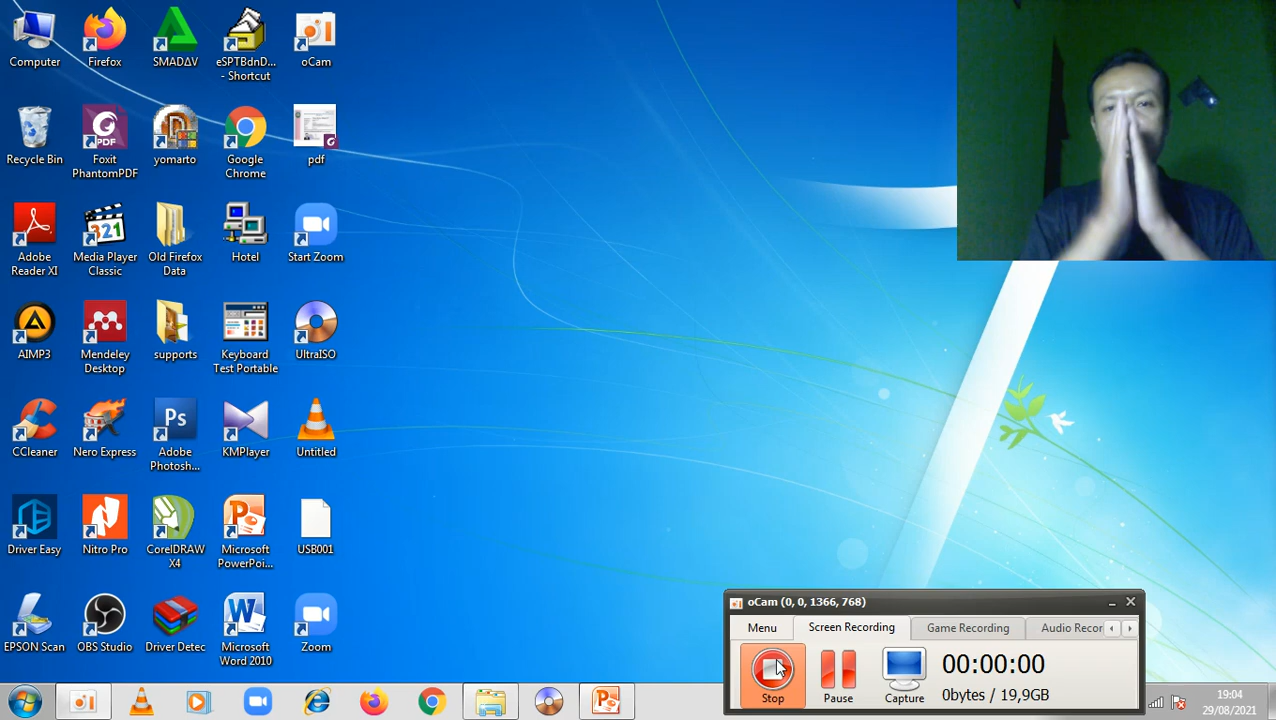 Computer
Firefox
SMADΔV
eSPTBdnD...
- Shortcut
oCam
Recycle Bin
PDF
Foxit
PhantomPDF
yomarto
Google
Chrome
pdf
Adobe
Reader XI
321
Media Player
Classic
Old Firefox
Data
Hotel
Start Zoom
AIMP3
Mendeley
Desktop
supports
Keyboard
Test Portable
UltraISO
CCleaner
Nero Express
Ps
Adobe
Photosh...
KMPlayer
Untitled
Driver Easy
Nitro Pro
CorelDRAW
X4
P
Microsoft
PowerPoi...
USB001
EPSON Scan
OBS Studio
Driver Detec
W
Microsoft
Word 2010
Zoom
oCam (0, 0, 1366, 768)
Menu
Screen Recording
Game Recording
Audio Recor
Stop
Pause
Capture
00:00:00
0bytes / 19,9GB
P
19:04
29/08/2021